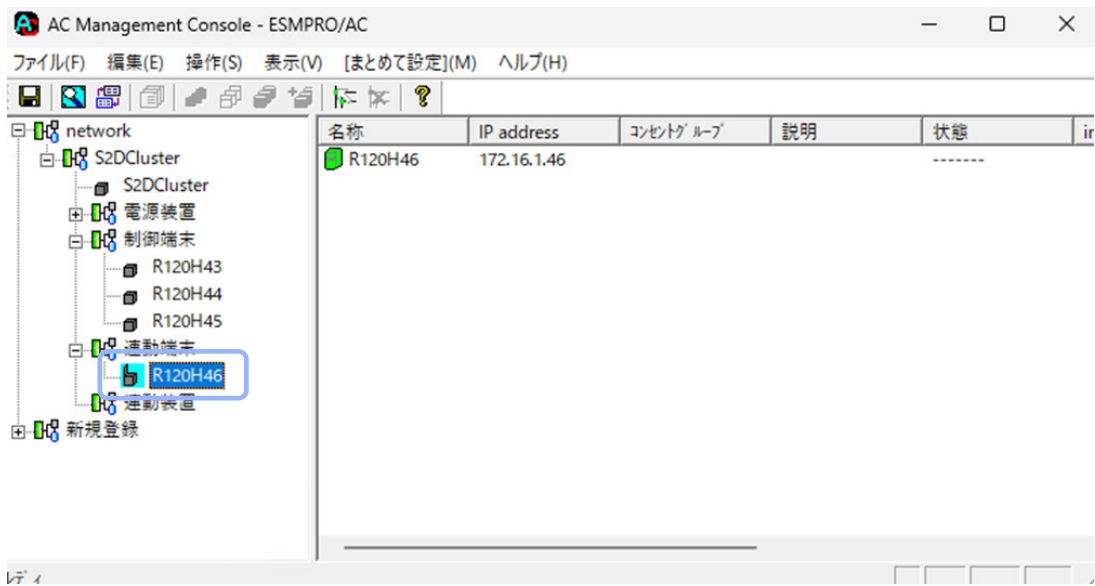 AC Management Console - ESMPRO/AC
ファイル(F) 編集(E) 操作(S) 表示(V) [まとめて設定](M) ヘルプ(H)
network
S2DCluster
S2DCluster
電源装置
制御端末
R120H43
R120H44
R120H45
連動端末
R120H46
連動装置
新規登録
名称 IP address コンセントグループ 説明 状態
R120H46 172.16.1.46 -------